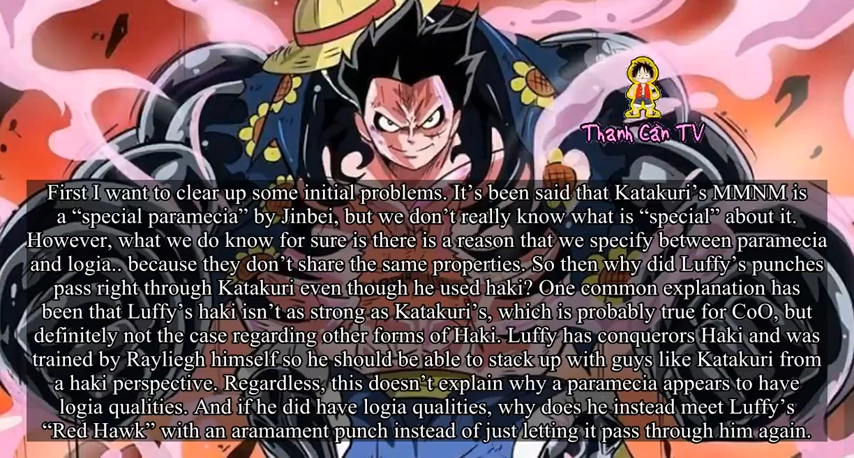 Thánh Cán TV
First I want to clear up some initial problems. It's been said that Katakuri's MMNM is
a “special paramecia” by Jinbei, but we don't really know what is “special” about it.
However, what we do know for sure is there is a reason that we specify between paramecia
and logia.. because they don't share the same properties. So then why did Luffy's punches
pass right through Katakuri even though he used haki? One common explanation has
been that Luffy's haki isn't as strong as Katakuri's, which is probably true for CoO, but
definitely not the case regarding other forms of Haki. Luffy has conquerors Haki and was
trained by Rayliegh himself so he should be able to stack up with guys like Katakuri from
a haki perspective. Regardless, this doesn't explain why a paramecia appears to have
logia qualities. And if he did have logia qualities, why does he instead meet Luffy's
“Red Hawk” with an aramament punch instead of just letting it pass through him again.